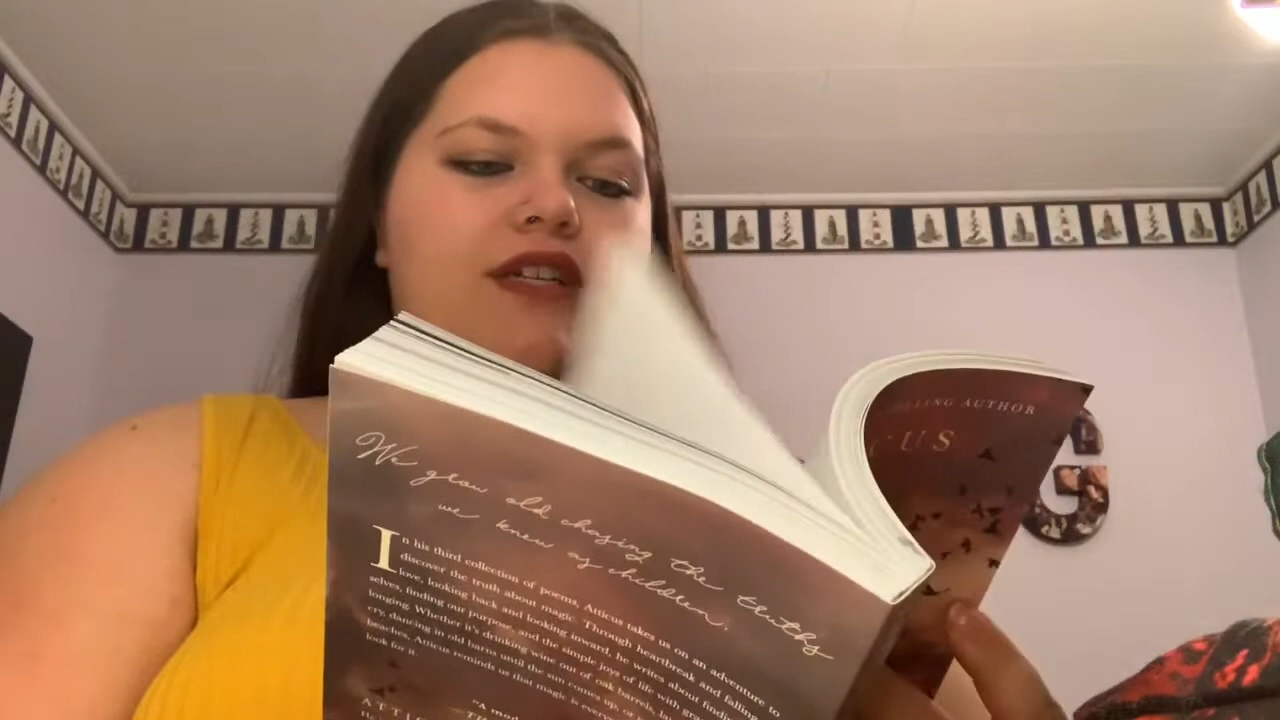 We grow old chasing the truths
we knew as children.
In his third collection of poems, Atticus takes us on an adventure to
discover the truth about magic. Through heartbreak and falling
love, looking back and looking inward, he writes about finding
selves, finding our purpose, and the simple joys of life with
longing. Whether it's drinking wine out of oak barrels,
cry, dancing in old barns until the sun comes up, or
beaches, Atticus reminds us that magic is
look for it.
"A
ATTIC
LLING AUTHOR
CUS
G